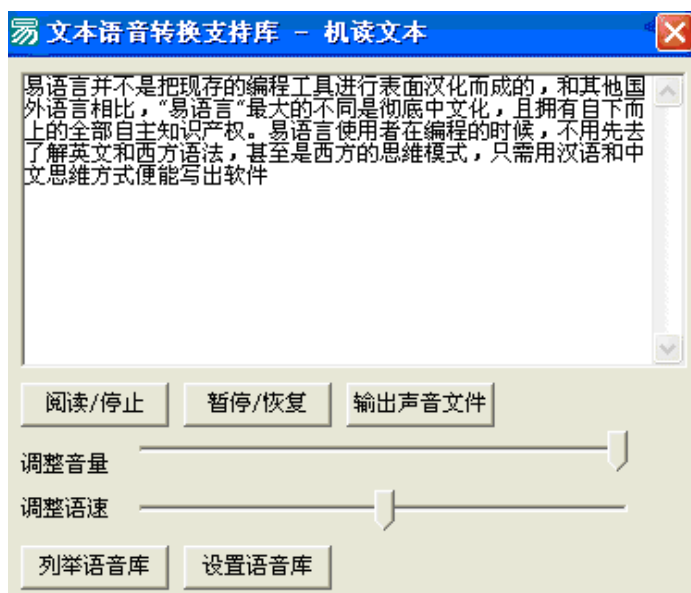 易 文本语音转换支持库 - 机读文本
易语言并不是把现存的编程工具进行表面汉化而成的，和其他国
外语言相比，“易语言“最大的不同是彻底中文化，且拥有自下而
上的全部自主知识产权。易语言使用者在编程的时候，不用先去
了解英文和西方语法，甚至是西方的思維模式，只需用汉语和中
文思維方式便能写出软件
阅读/停止 暂停/恢复 输出声音文件
调整音量
调整语速
列举语音库 设置语音库